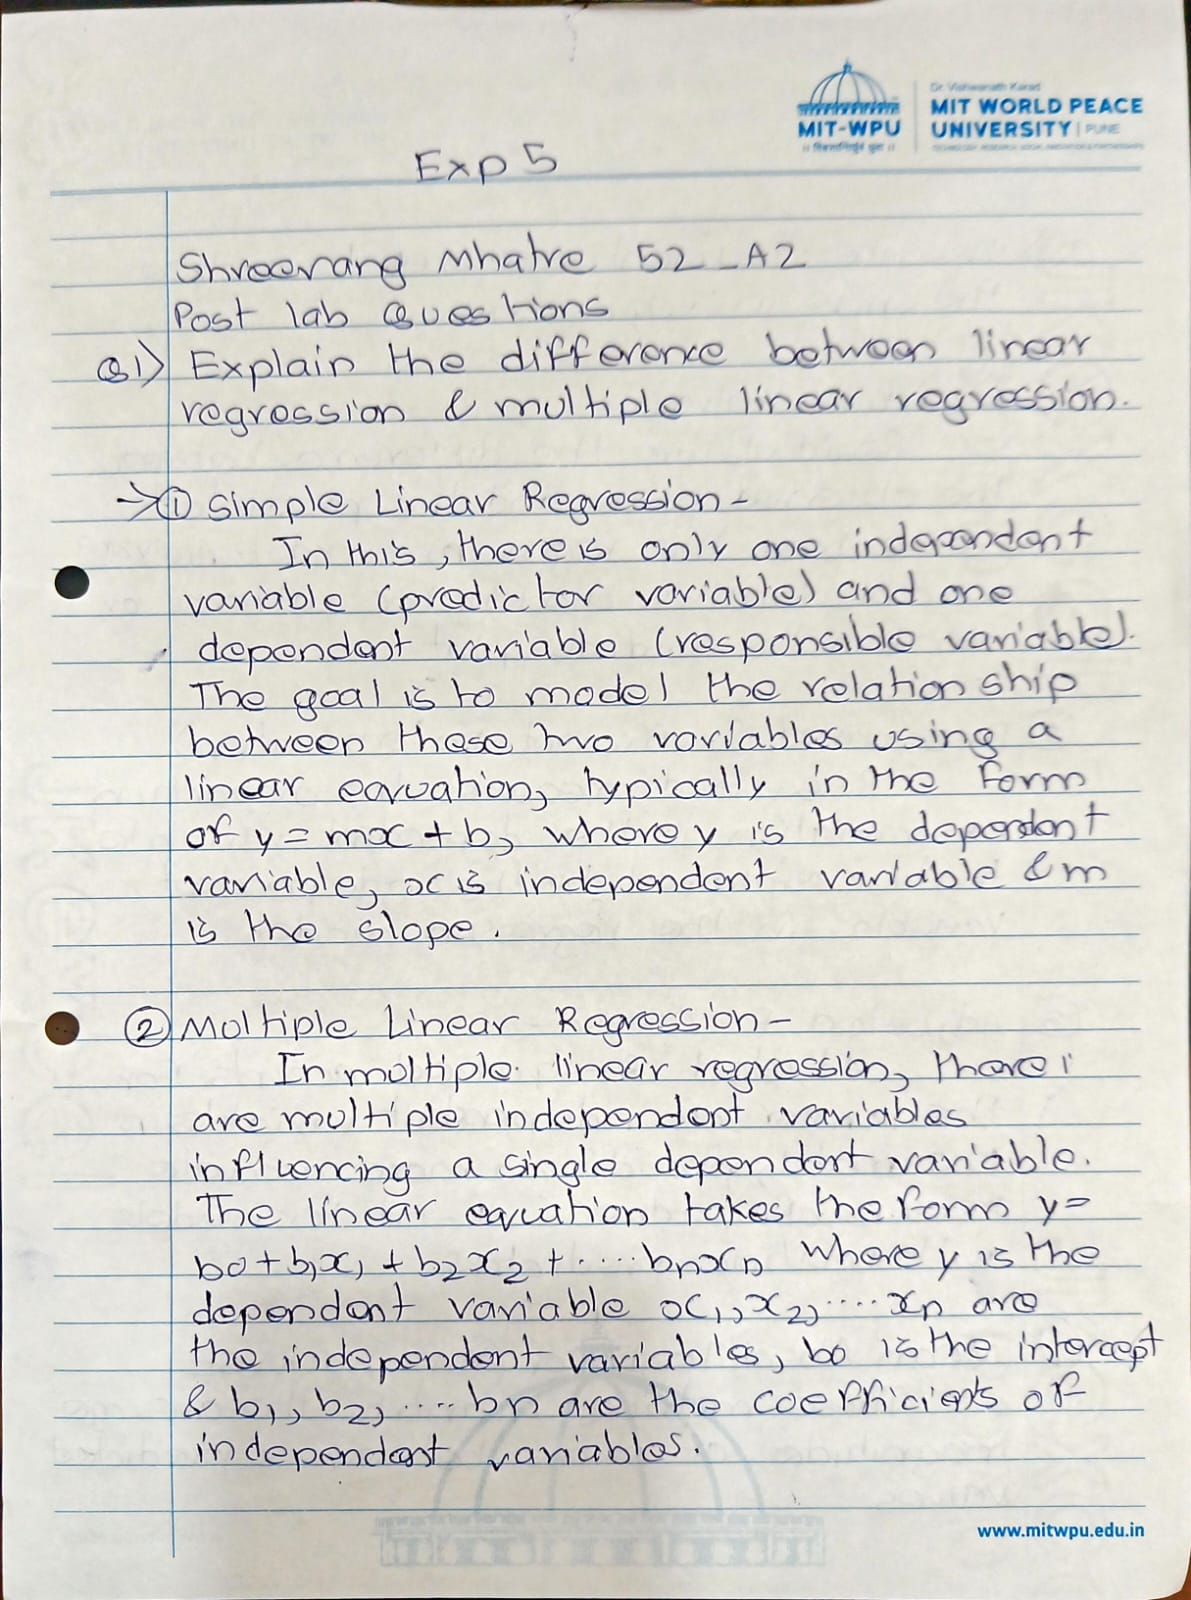 Dr. Vishwanath Karad
MIT WORLD PEACE
UNIVERSITY | PUNE
MIT-WPU
Exp 5
Shreerang Mhatre 52_A2
Post lab Questions
Q1) Explain the difference between linear
regression & multiple linear regression.
→① Simple Linear Regression -
In this, there is only one independent
variable (predictor variable) and one
dependent variable (responsible variable).
The goal is to model the relationship
between these two variables using a
linear equation, typically in the form
of y = mx + b, where y is the dependent
variable, x is independent variable & m
is the slope.
② Multiple Linear Regression -
In multiple linear regression, there
are multiple independent variables
influencing a single dependent variable.
The linear equation takes the form y=
b0 + b1x1 + b2x2 + .... bnxn where y is the
dependent variable x1, x2, .... xn are
the independent variables, b0 is the intercept
& b1, b2, .... bn are the coefficients of
independent variables.
www.mitwpu.edu.in